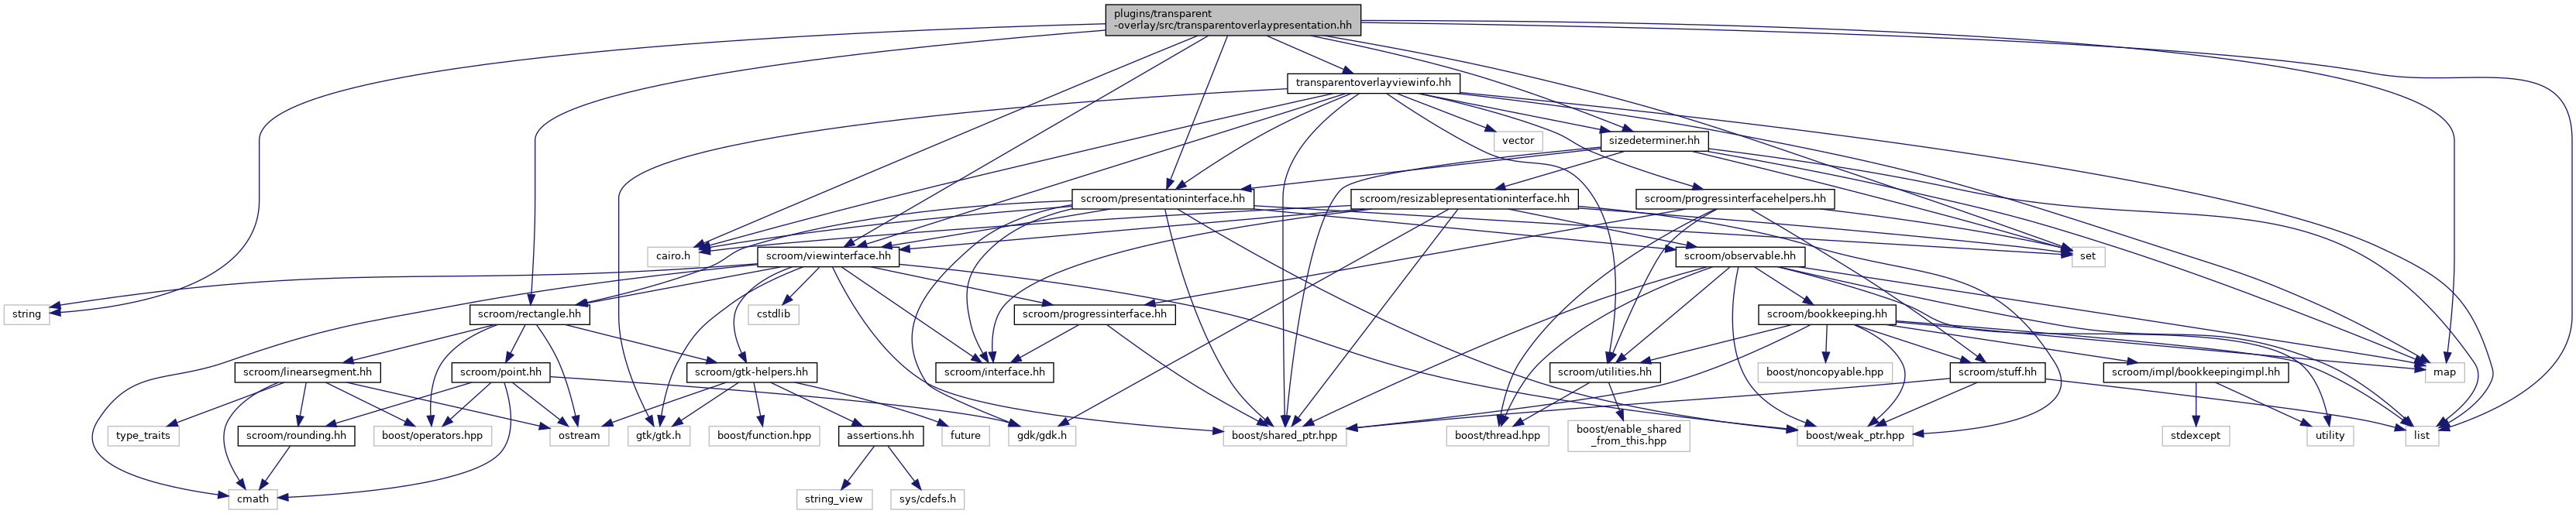 plugins/transparent
-overlay/src/transparentoverlaypresentation.hh
transparentoverlayviewinfo.hh
vector
sizedeterminer.hh
scroom/presentationinterface.hh
scroom/resizablepresentationinterface.hh
scroom/progressinterfacehelpers.hh
cairo.h
scroom/viewinterface.hh
scroom/observable.hh
set
string
scroom/rectangle.hh
cstdlib
scroom/progressinterface.hh
scroom/bookkeeping.hh
scroom/linearsegment.hh
scroom/point.hh
scroom/gtk-helpers.hh
scroom/interface.hh
scroom/utilities.hh
boost/noncopyable.hpp
scroom/stuff.hh
scroom/impl/bookkeepingimpl.hh
map
type_traits
scroom/rounding.hh
boost/operators.hpp
ostream
gtk/gtk.h
boost/function.hpp
assertions.hh
future
gdk/gdk.h
boost/shared_ptr.hpp
boost/thread.hpp
boost/enable_shared
_from_this.hpp
boost/weak_ptr.hpp
stdexcept
utility
list
cmath
string_view
sys/cdefs.h